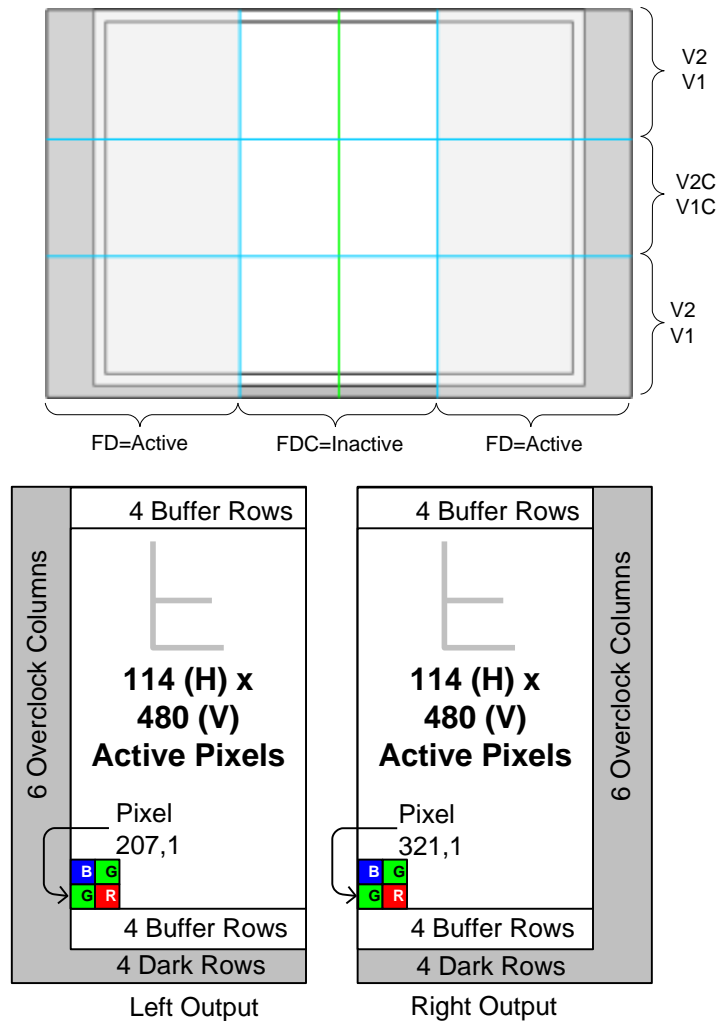 V2
V1
V2C
V1C
V2
V1
FD=Active
FDC=Inactive
FD=Active
4 Buffer Rows
6 Overclock Columns
114 (H) x
480 (V)
Active Pixels
Pixel
207,1
B G
G R
4 Buffer Rows
4 Dark Rows
Left Output
4 Buffer Rows
6 Overclock Columns
114 (H) x
480 (V)
Active Pixels
Pixel
321,1
B G
G R
4 Buffer Rows
4 Dark Rows
Right Output